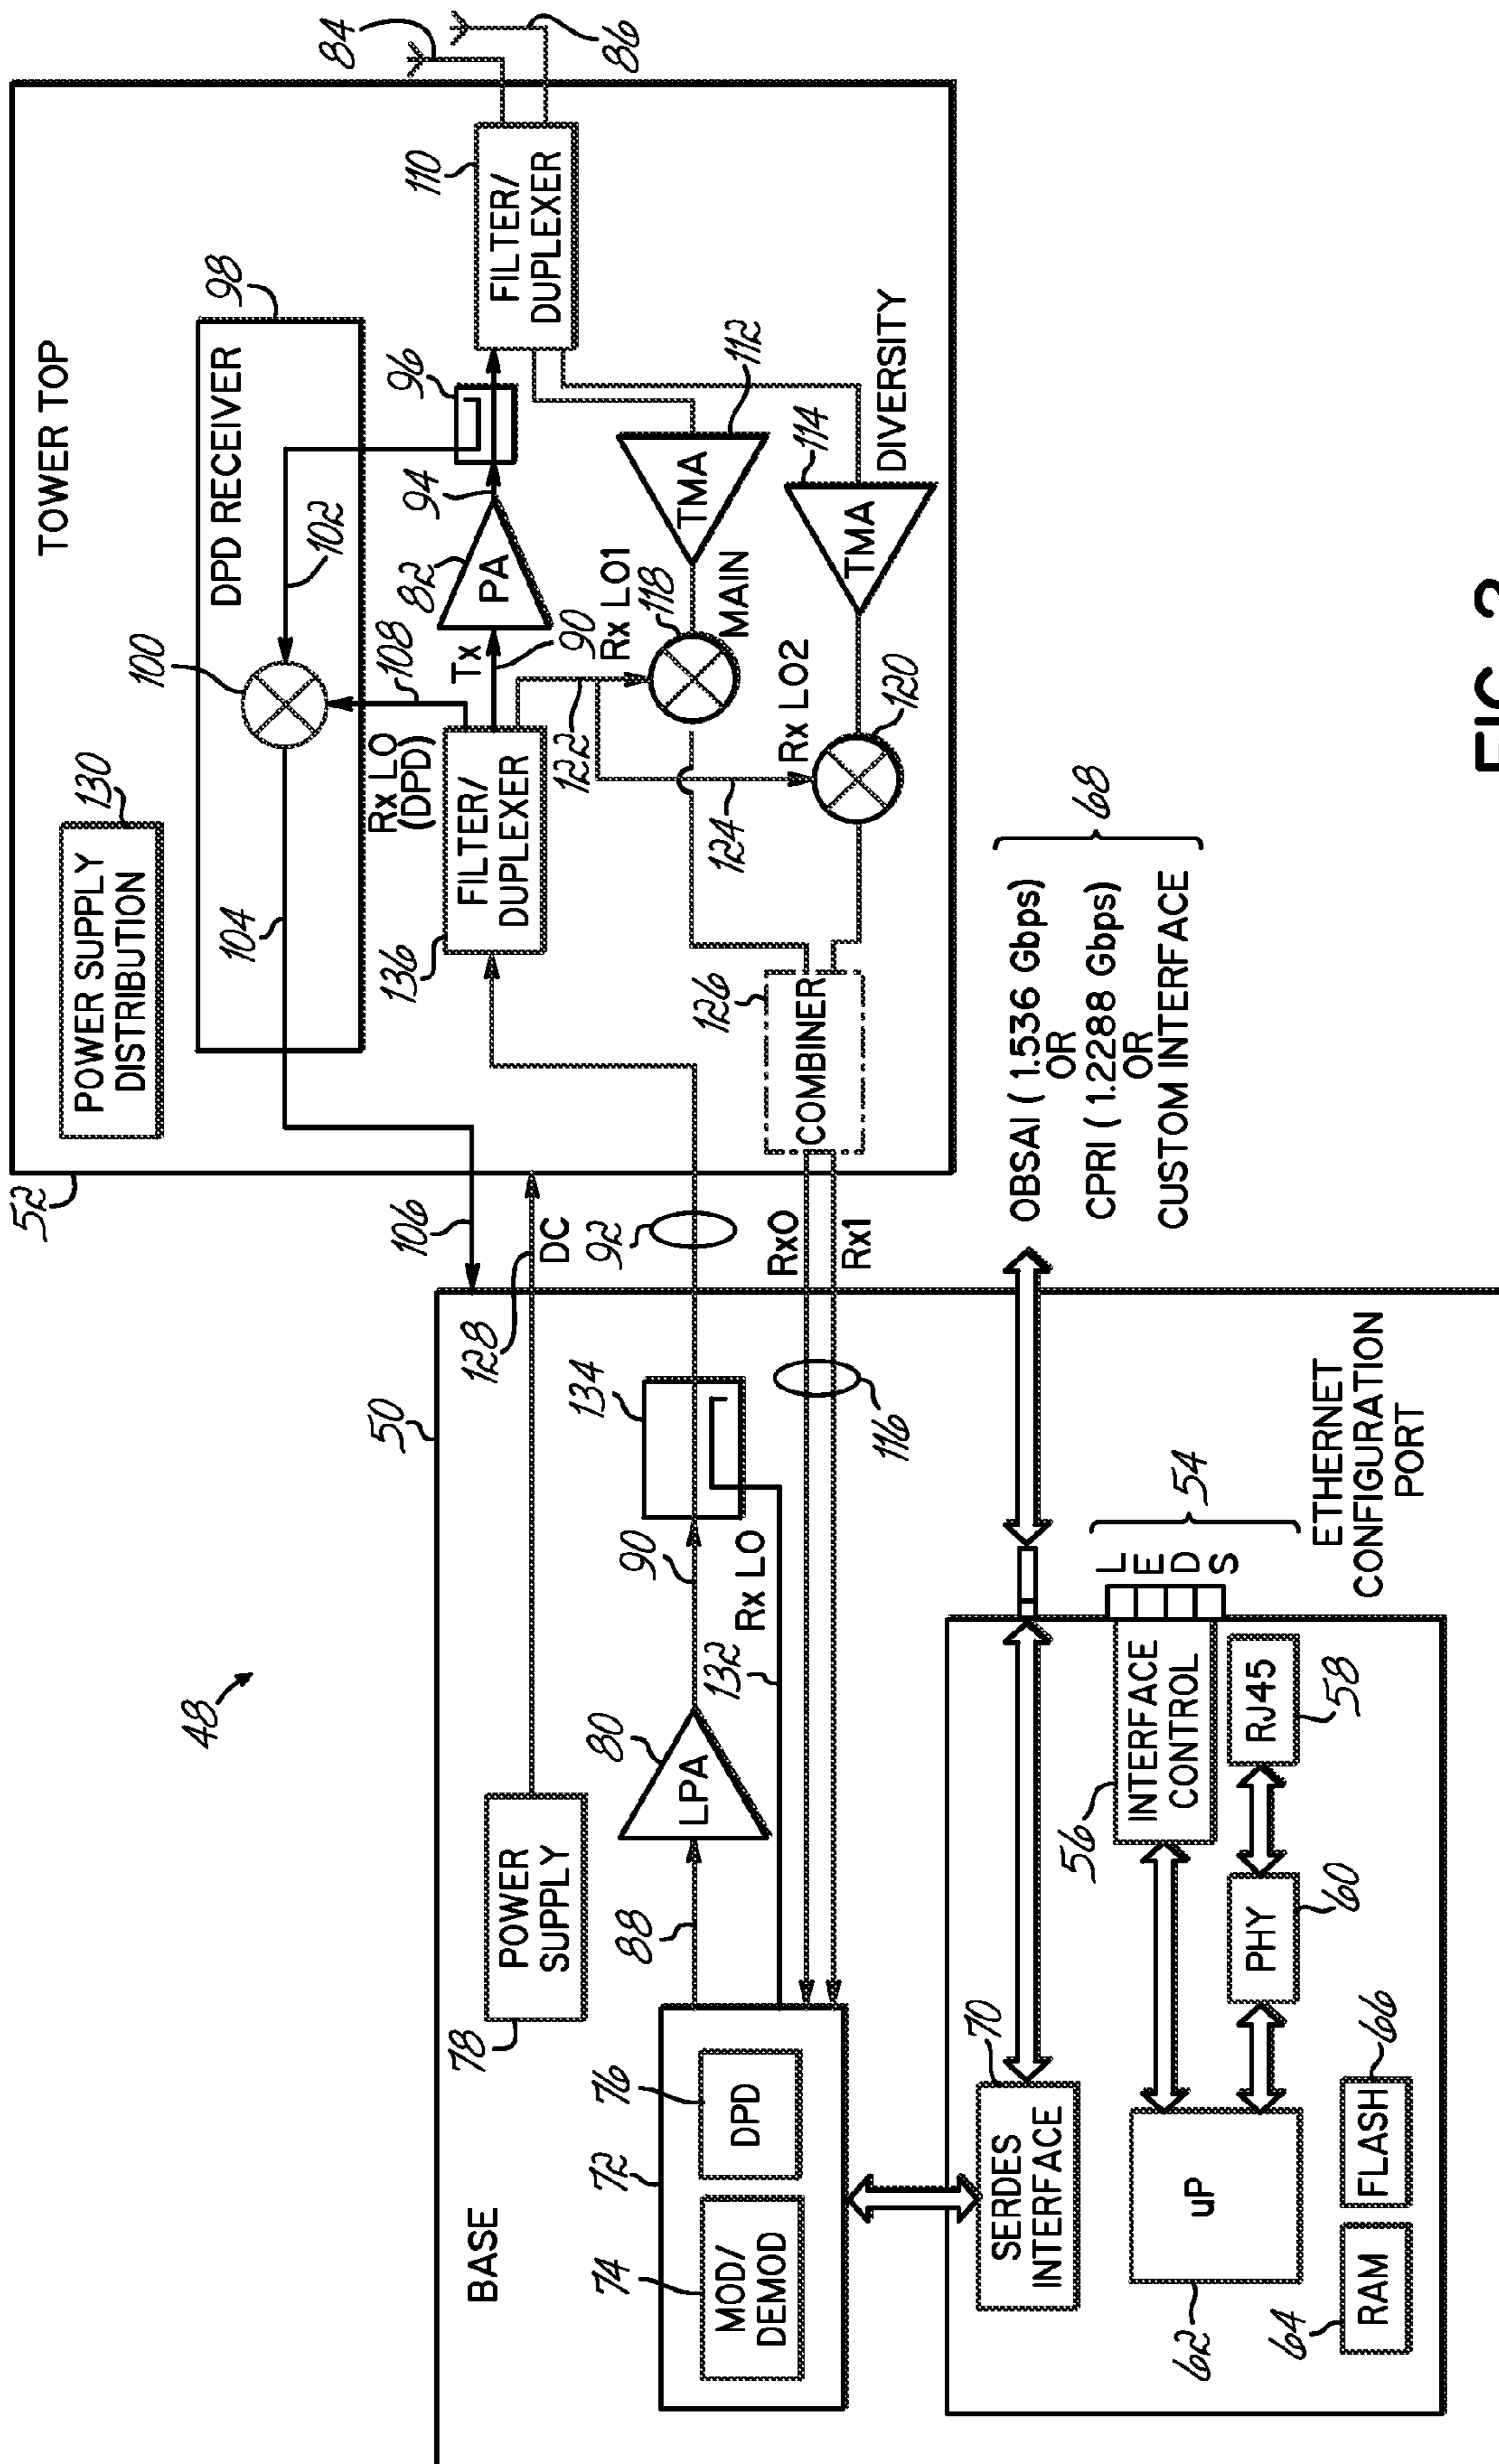 48
50
BASE
78
POWER
SUPPLY
128
DC
106
72
74
MOD/
DEMOD
76
DPD
88
80
LPA
90
134
132
Rx LO
92
Rx0
Rx1
116
70
SERDES
INTERFACE
62
uP
64
RAM
66
FLASH
60
PHY
56
INTERFACE
CONTROL
58
RJ45
LEDS
54
ETHERNET
CONFIGURATION
PORT
OBSAI ( 1.536 Gbps)
OR
CPRI ( 1.2288 Gbps)
OR
CUSTOM INTERFACE
68
52
TOWER TOP
POWER SUPPLY
DISTRIBUTION
130
DPD RECEIVER
98
104
100
102
108
Rx LO
(DPD)
136
FILTER/
DUPLEXER
Tx
90
82
PA
94
96
110
FILTER/
DUPLEXER
84
86
122
Rx LO1
118
MAIN
TMA
112
124
Rx LO2
120
TMA
114
DIVERSITY
126
COMBINER